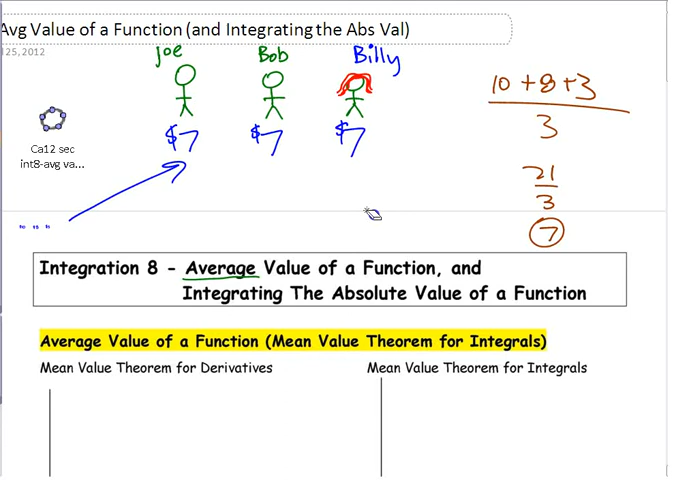 Avg Value of a Function (and Integrating the Abs Val)
25, 2012
Joe Bob Billy
$7 $7 $7
10 + 8 + 3
3
21
3
7
Ca12 sec
int8-avg va...
Integration 8 - Average Value of a Function, and
Integrating The Absolute Value of a Function
Average Value of a Function (Mean Value Theorem for Integrals)
Mean Value Theorem for Derivatives
Mean Value Theorem for Integrals